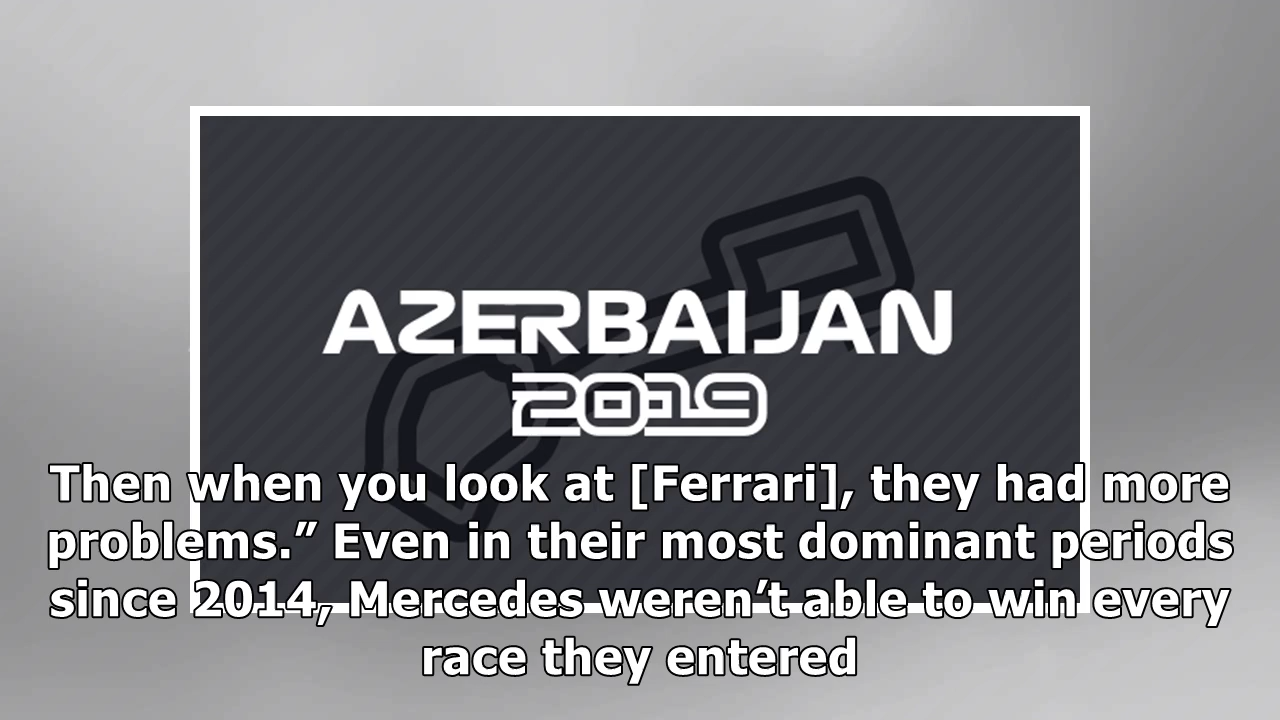 AZERBAIJAN
2019
Then when you look at [Ferrari], they had more
problems.” Even in their most dominant periods
since 2014, Mercedes weren’t able to win every
race they entered